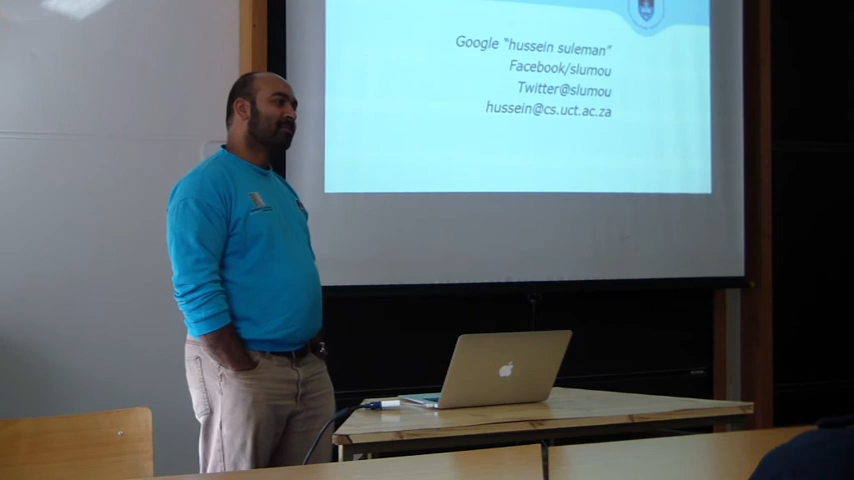 Google “hussein suleman”
Facebook/slumou
Twitter@slumou
hussein@cs.uct.ac.za